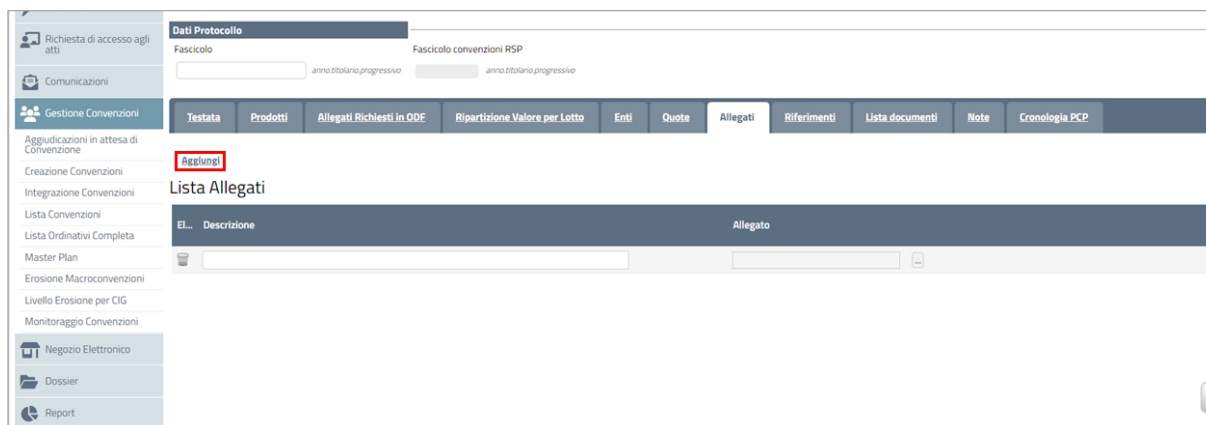 Richiesta di accesso agli
atti
Comunicazioni
Gestione Convenzioni
Aggiudicazioni in attesa di
Convenzione
Creazione Convenzioni
Integrazione Convenzioni
Lista Convenzioni
Lista Ordinativi Completa
Master Plan
Erosione Macroconvenzioni
Livello Erosione per CIG
Monitoraggio Convenzioni
Negozio Elettronico
Dossier
Report
Dati Protocollo
Fascicolo Fascicolo convenzioni RSP
anno.titolario.progressivo anno.titolario.progressivo
Testata Prodotti Allegati Richiesti in ODF Ripartizione Valore per Lotto Enti Quote Allegati Riferimenti Lista documenti Note Cronologia PCP
Aggiungi
Lista Allegati
El... Descrizione Allegato
...